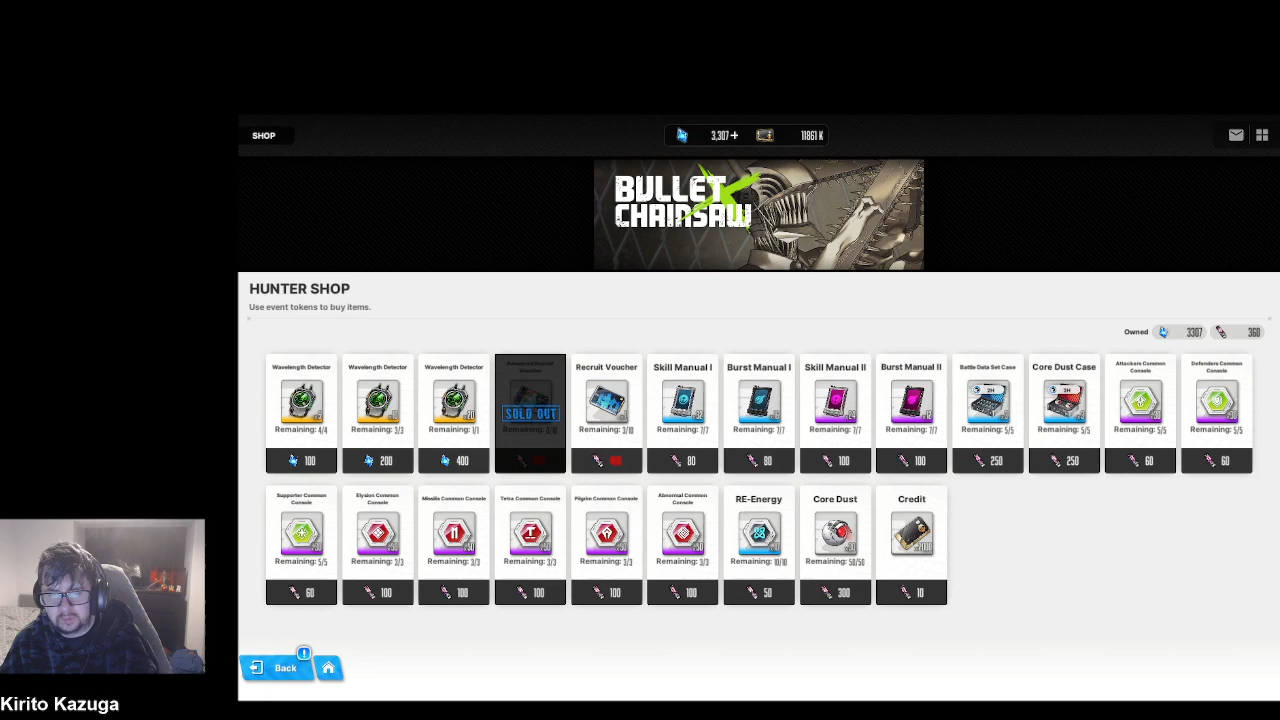 SHOP
3,307+
11861 K
BULLET X
CHAINSAW
HUNTER SHOP
Use event tokens to buy items.
Owned 3307 360
Wavelength Detector Wavelength Detector Wavelength Detector Recruit Voucher Skill Manual I Burst Manual I Skill Manual II Burst Manual II Battle Data Set Case Core Dust Case Attackers Common Console Defenders Common Console
2H 2H
SOLD OUT
Remaining: 4/4 Remaining: 3/3 Remaining: 1/1 Remaining: 3/10 Remaining: 7/7 Remaining: 7/7 Remaining: 7/7 Remaining: 7/7 Remaining: 5/5 Remaining: 5/5 Remaining: 5/5 Remaining: 5/5
100 200 400 80 80 100 100 250 250 60 60
Supporter Common Console Elysion Common Console Missilis Common Console Tetra Common Console Pilgrim Common Console Abnormal Common Console RE-Energy Core Dust Credit
Remaining: 5/5 Remaining: 3/3 Remaining: 3/3 Remaining: 3/3 Remaining: 3/3 Remaining: 3/3 Remaining: 10/10 Remaining: 50/50
60 100 100 100 100 100 50 300 10
Back
Kirito Kazuga